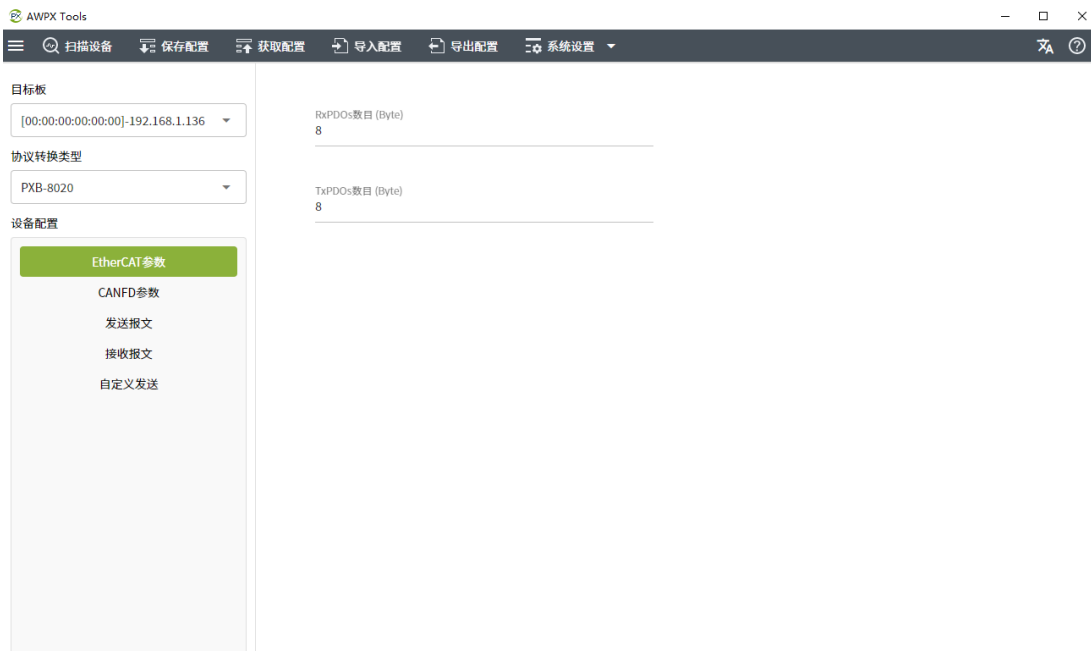 AWPX Tools
扫描设备 保存配置 获取配置 导入配置 导出配置 系统设置
目标板
[00:00:00:00:00:00]-192.168.1.136
协议转换类型
PXB-8020
设备配置
EtherCAT参数
CANFD参数
发送报文
接收报文
自定义发送
RxPDOs数目 (Byte)
8
TxPDOs数目 (Byte)
8